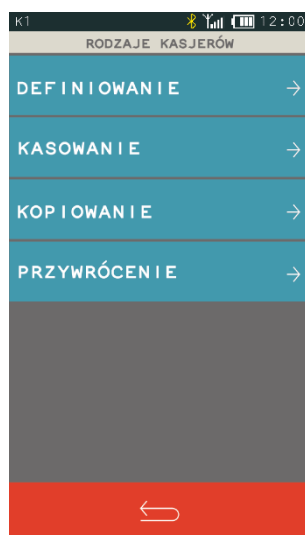 K1 12:00
RODZAJE KASJERÓW
DEFINIOWANIE
KASOWANIE
KOPIOWANIE
PRZYWRÓCENIE